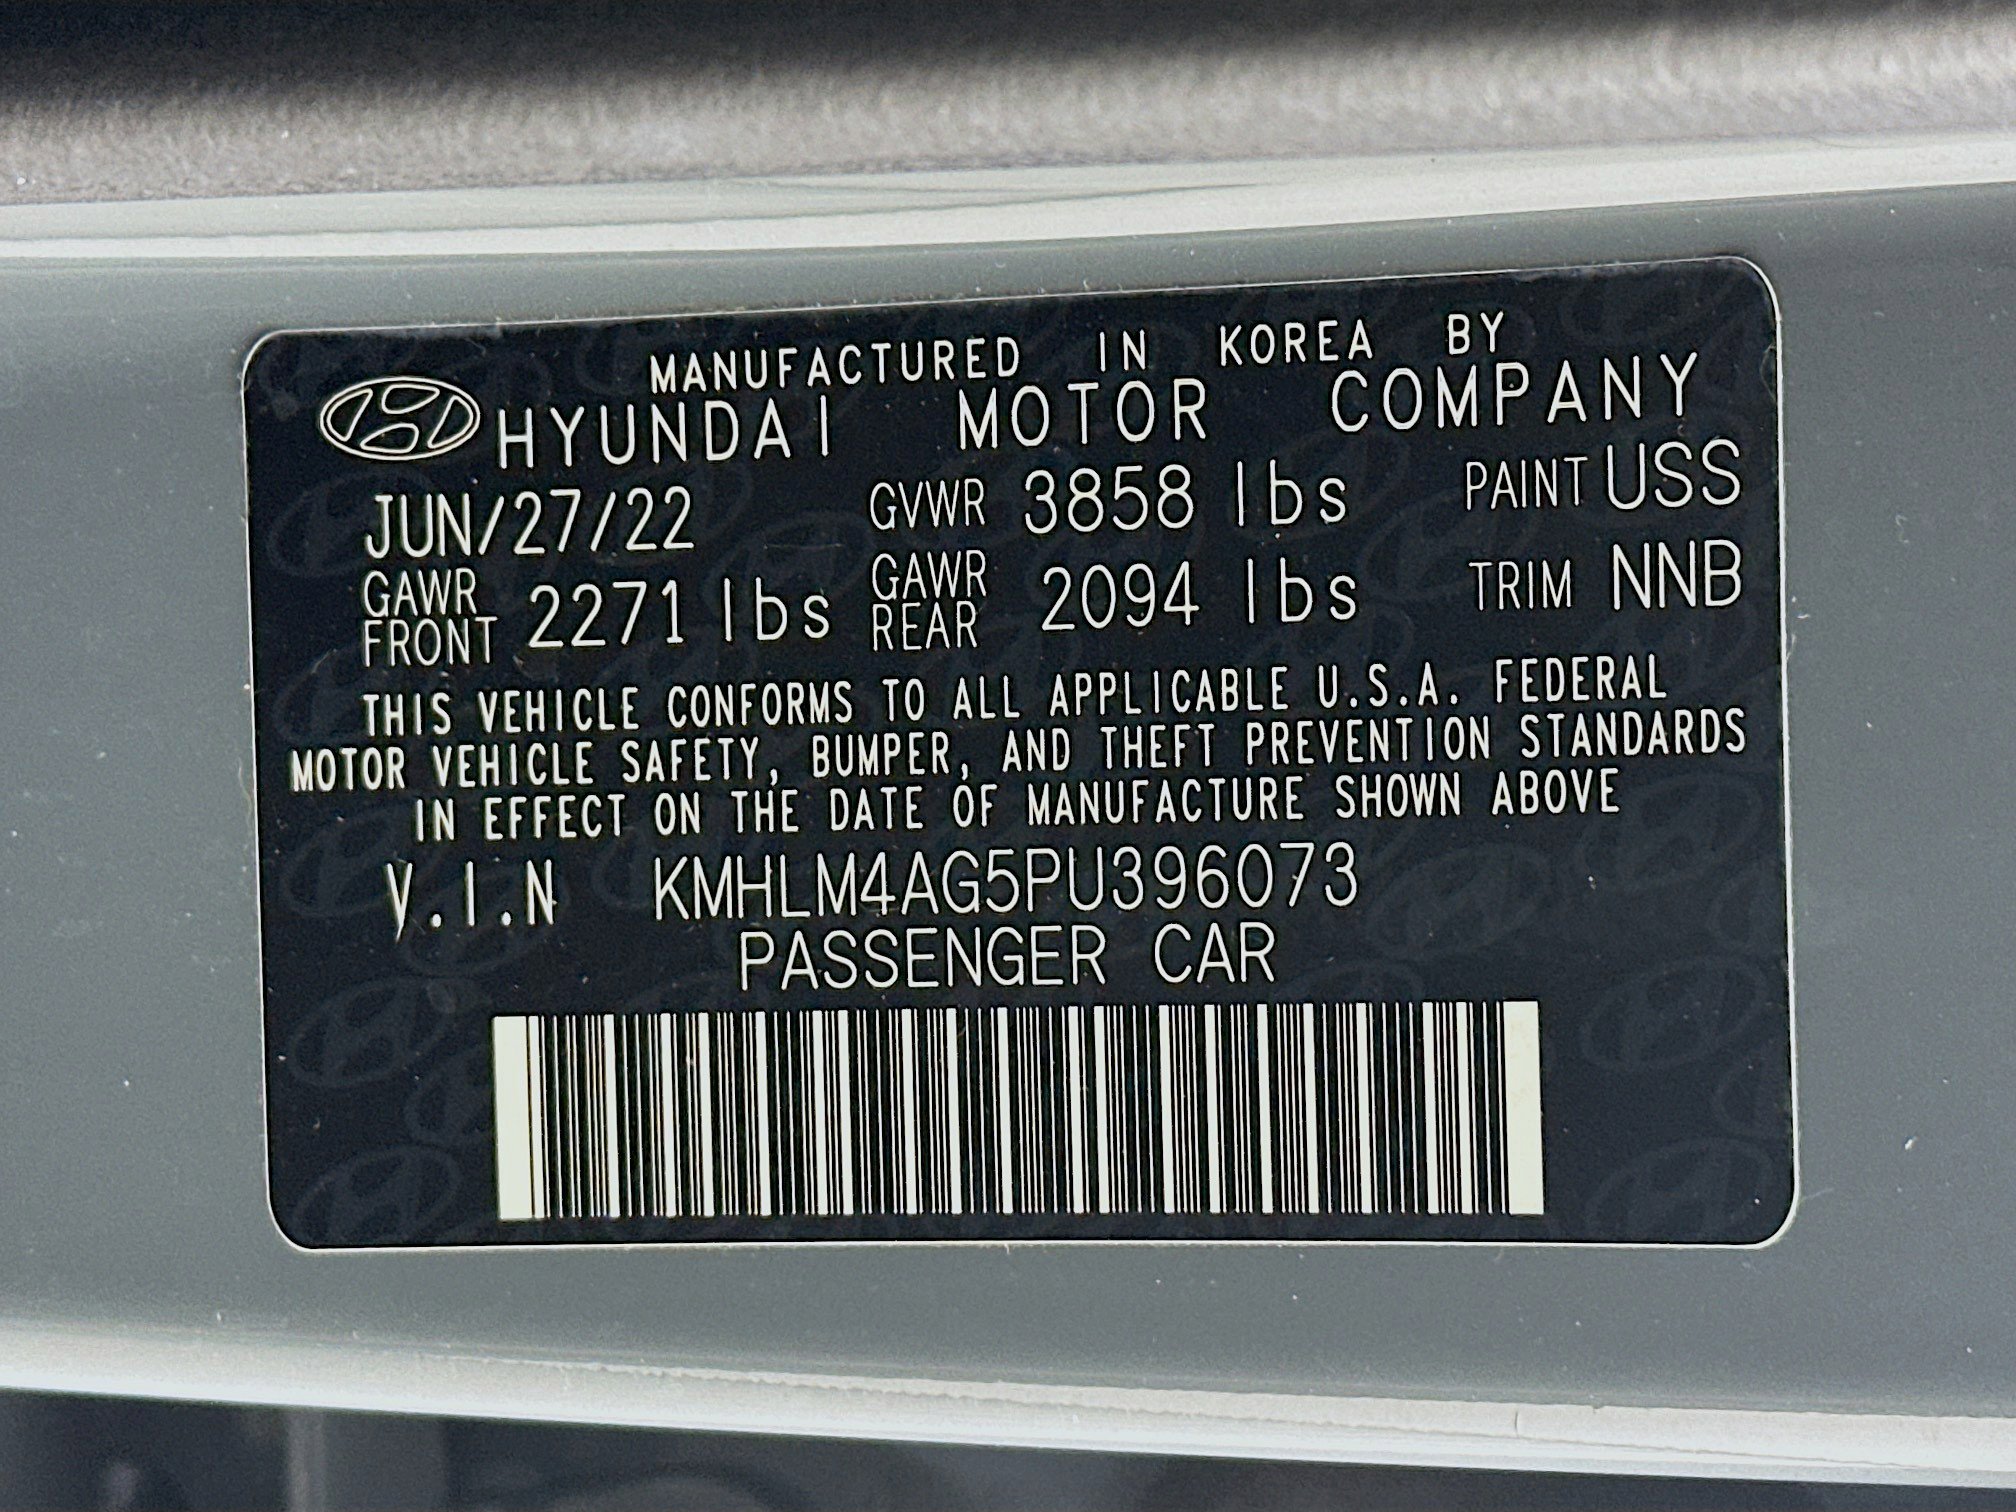 MANUFACTURED IN KOREA BY
HYUNDAI MOTOR COMPANY
JUN/27/22 GVWR 3858 lbs PAINT USS
GAWR FRONT 2271 lbs GAWR REAR 2094 lbs TRIM NNB
THIS VEHICLE CONFORMS TO ALL APPLICABLE U.S.A. FEDERAL
MOTOR VEHICLE SAFETY, BUMPER, AND THEFT PREVENTION STANDARDS
IN EFFECT ON THE DATE OF MANUFACTURE SHOWN ABOVE
V.I.N KMHLM4AG5PU396073
PASSENGER CAR